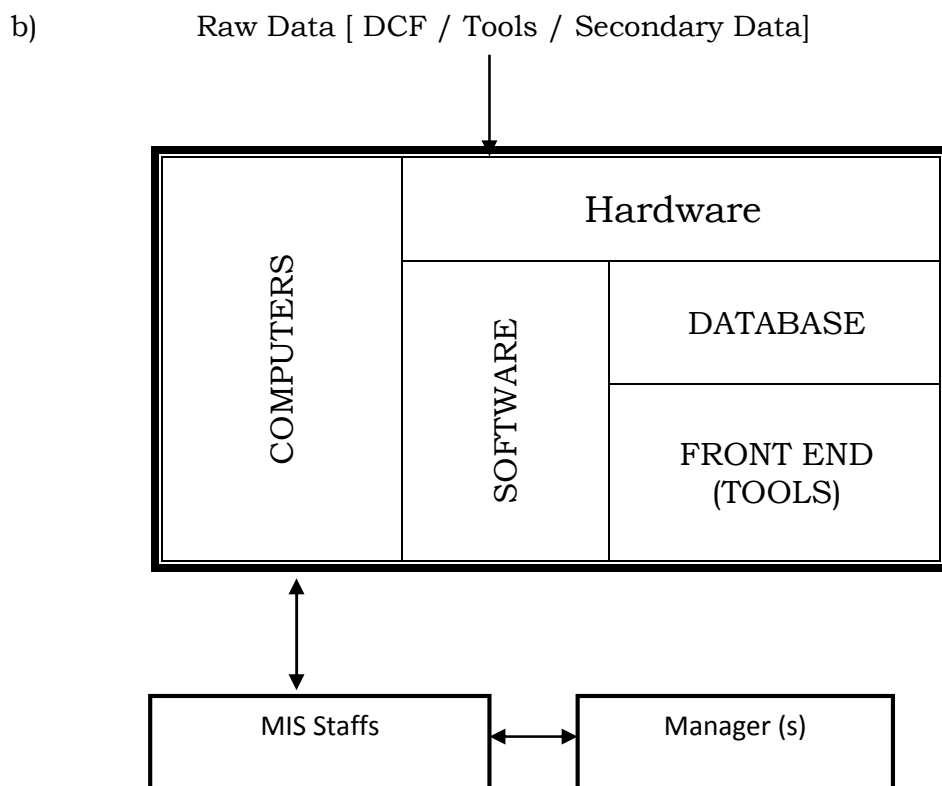 b) Raw Data [ DCF / Tools / Secondary Data]
Hardware
COMPUTERS
SOFTWARE
DATABASE
FRONT END
(TOOLS)
MIS Staffs
Manager (s)